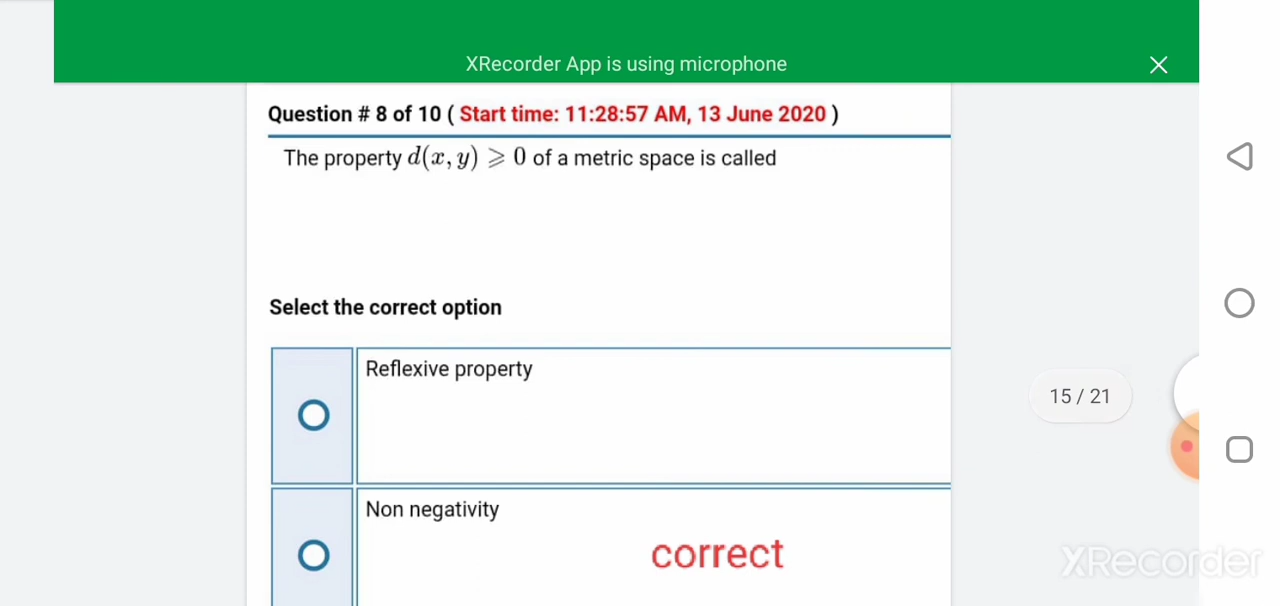 XRecorder App is using microphone
Question # 8 of 10 ( Start time: 11:28:57 AM, 13 June 2020 )
The property d(x, y) ⩾ 0 of a metric space is called
Select the correct option
Reflexive property
15 / 21
Non negativity
correct
XRecorder